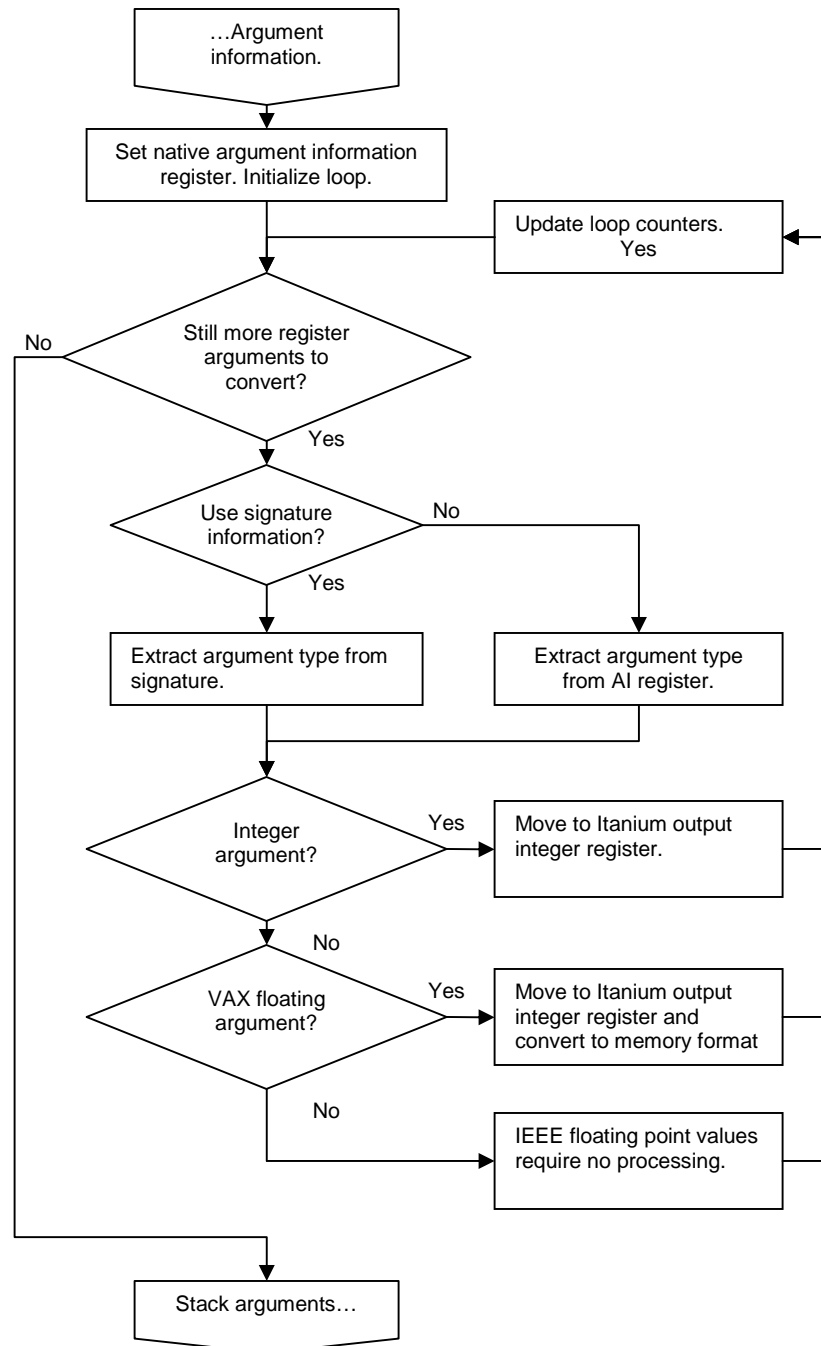 …Argument
information.
Set native argument information
register. Initialize loop.
Update loop counters.
Yes
No
Still more register
arguments to
convert?
Yes
Use signature
information?
No
Yes
Extract argument type from
signature.
Extract argument type
from AI register.
Integer
argument?
Yes
Move to Itanium output
integer register.
No
VAX floating
argument?
Yes
Move to Itanium output
integer register and
convert to memory format
No
IEEE floating point values
require no processing.
Stack arguments…